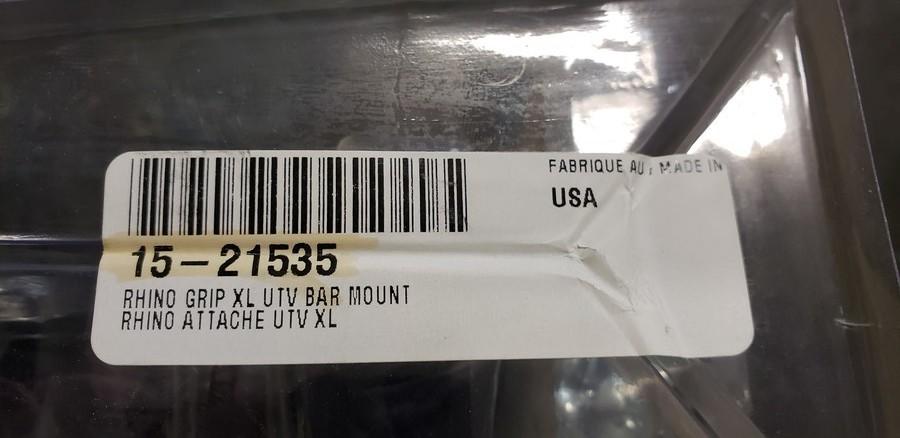 FABRIQUE AU / MADE IN
USA
15-21535
RHINO GRIP XL UTV BAR MOUNT
RHINO ATTACHE UTV XL